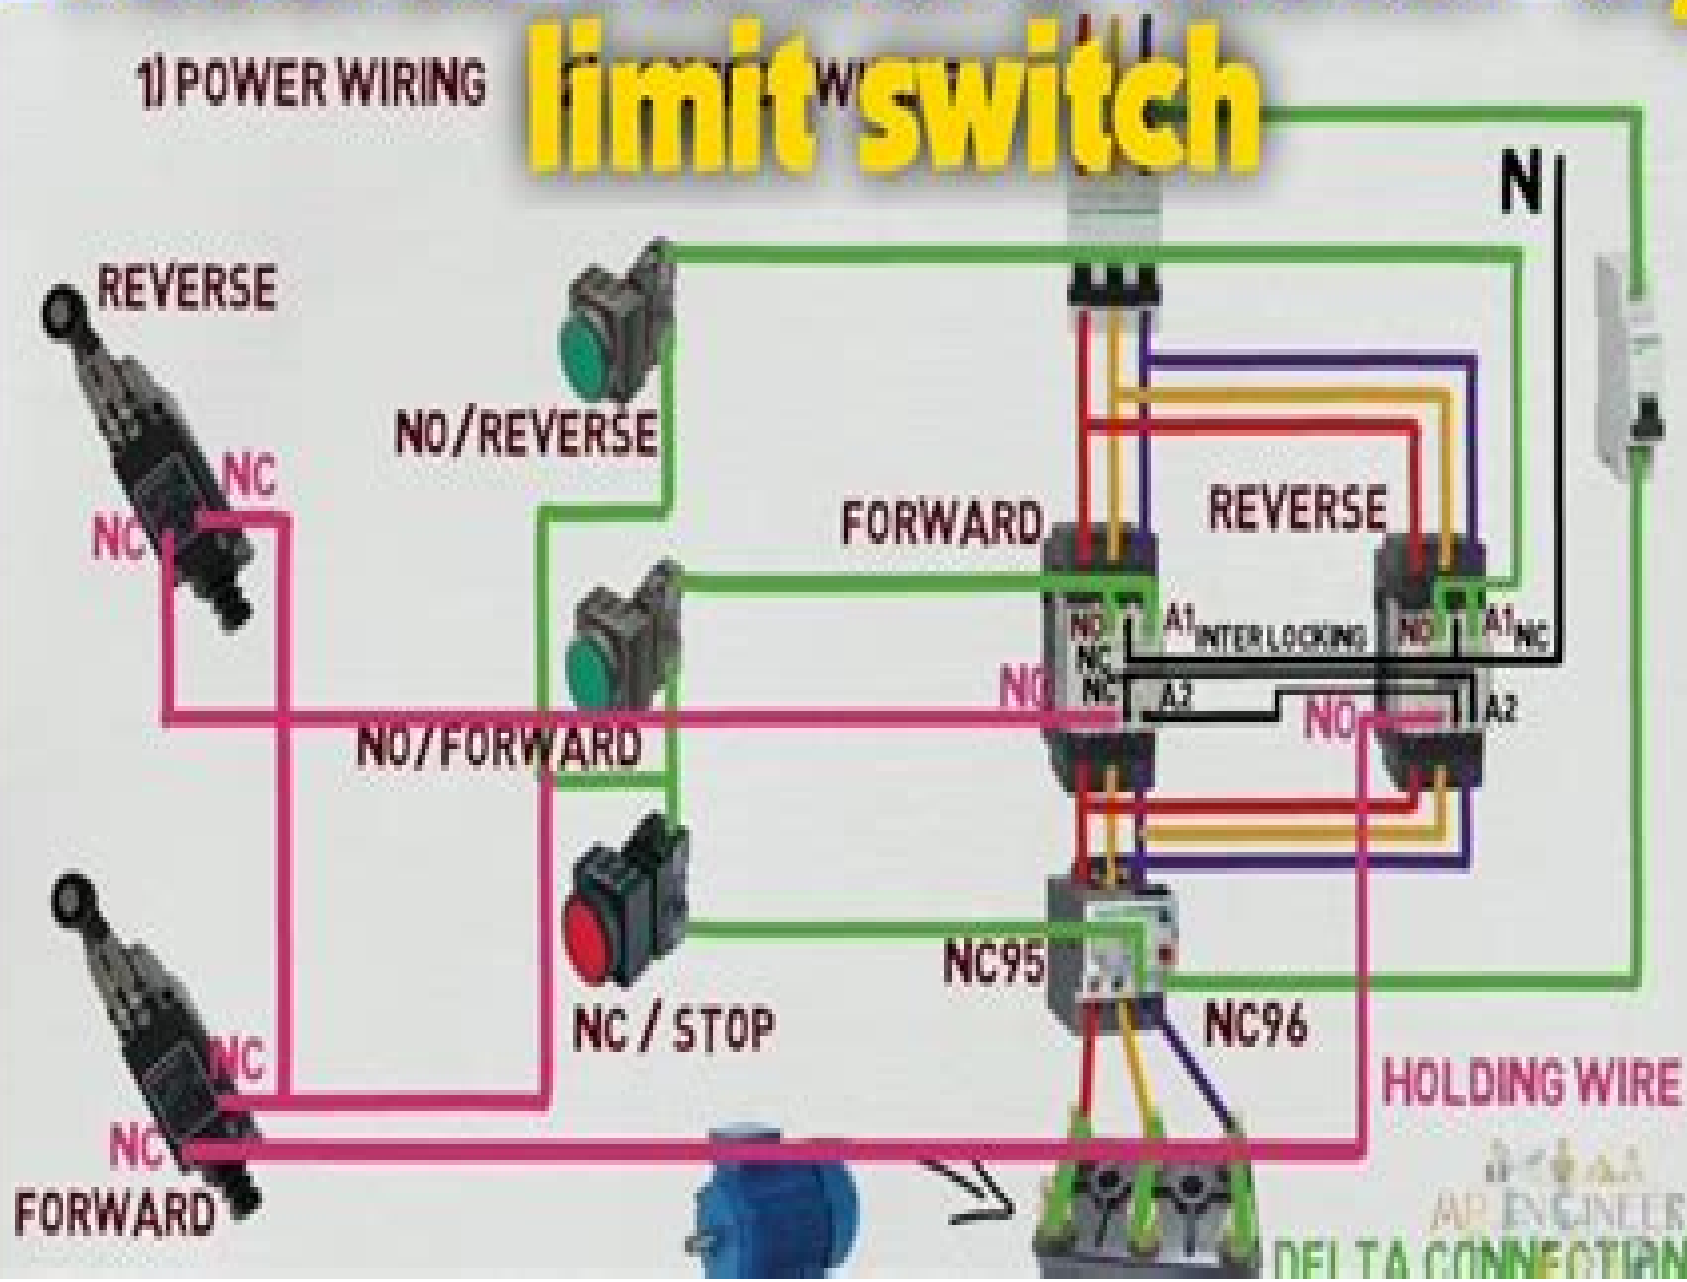 limit switch
1) POWER WIRING
N
REVERSE
NO/REVERSE
NC
NC
FORWARD
REVERSE
NO
A1
INTERLOCKING
NO
A1
NC
NC
NC
A2
NO
NO
A2
NO/FORWARD
NC95
NC / STOP
NC96
NC
NC
FORWARD
HOLDING WIRE
AP ENGINEER
DELTA CONNECTION